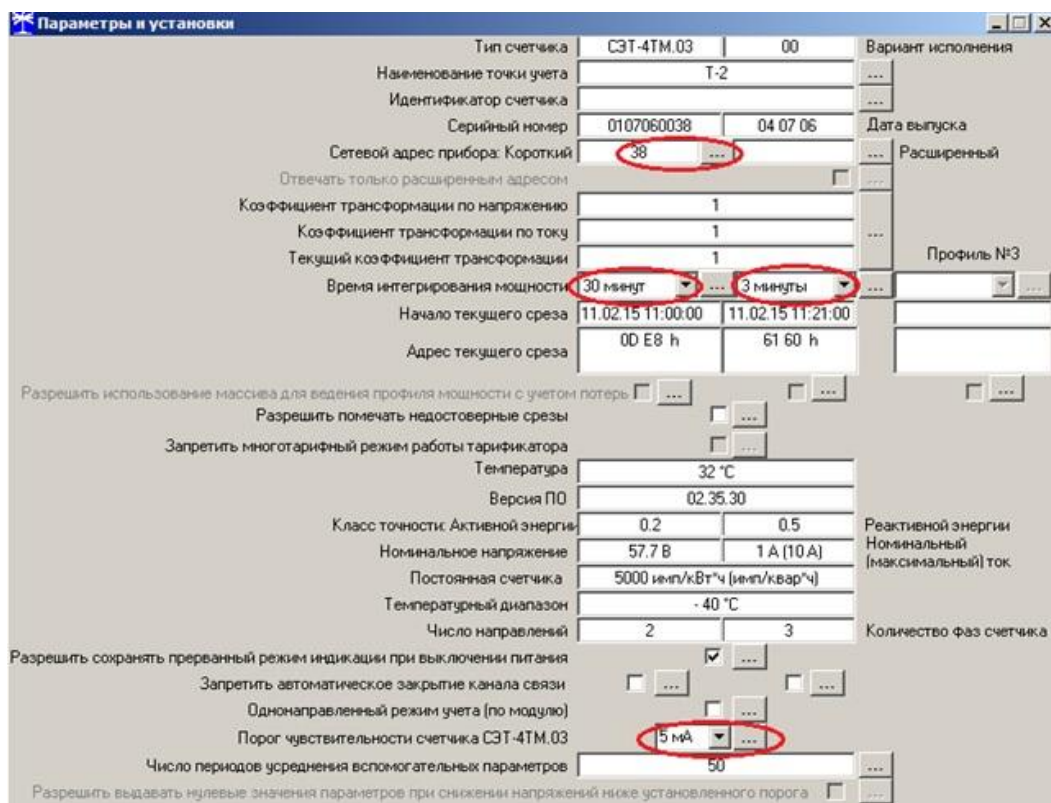 Параметры и установки
Тип счетчика СЭТ-4ТМ.03 00 Вариант исполнения
Наименование точки учета Т-2 ...
Идентификатор счетчика ...
Серийный номер 0107060038 04 07 06 Дата выпуска
Сетевой адрес прибора: Короткий 38 ... ... Расширенный
Отвечать только расширенным адресом ...
Коэффициент трансформации по напряжению 1
Коэффициент трансформации по току 1 ...
Текущий коэффициент трансформации 1 Профиль №3
Время интегрирования мощности 30 минут ... 3 минуты ... ...
Начало текущего среза 11.02.15 11:00:00 11.02.15 11:21:00
Адрес текущего среза 0D E8 h 61 60 h
Разрешить использование массива для ведения профиля мощности с учетом потерь ... ... ...
Разрешить помечать недостоверные срезы ...
Запретить многотарифный режим работы тарификатора ...
Температура 32 °С
Версия ПО 02.35.30
Класс точности: Активной энергии 0.2 0.5 Реактивной энергии
Номинальное напряжение 57.7 В 1 А (10 А) Номинальный (максимальный) ток
Постоянная счетчика 5000 имп/кВт*ч (имп/квар*ч)
Температурный диапазон - 40 °С
Число направлений 2 3 Количество фаз счетчика
Разрешить сохранять прерванный режим индикации при выключении питания ...
Запретить автоматическое закрытие канала связи ... ...
Однонаправленный режим учета (по модулю) ...
Порог чувствительности счетчика СЭТ-4ТМ.03 5 мА ...
Число периодов усреднения вспомогательных параметров 50 ...
Разрешить выдавать нулевые значения параметров при снижении напряжений ниже установленного порога ...